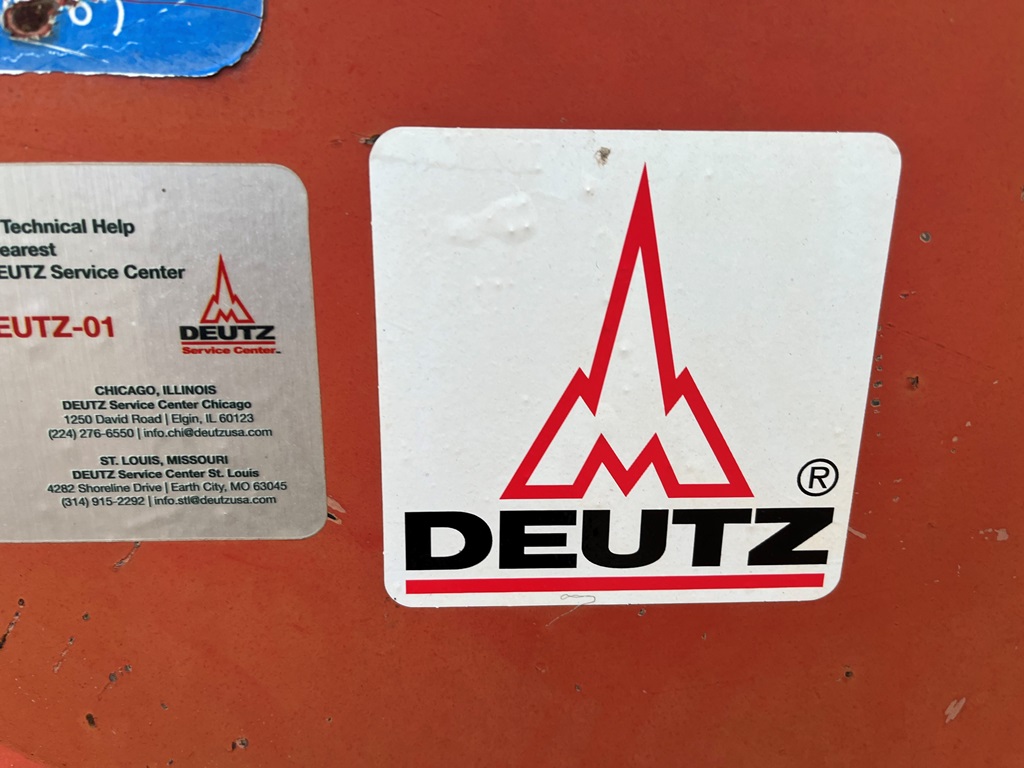 Technical Help
earest
EUTZ Service Center
EUTZ-01
DEUTZ
Service Center
CHICAGO, ILLINOIS
DEUTZ Service Center Chicago
1250 David Road | Elgin, IL 60123
(224) 276-6550 | info.chi@deutzusa.com
ST. LOUIS, MISSOURI
DEUTZ Service Center St. Louis
4282 Shoreline Drive | Earth City, MO 63045
(314) 915-2292 | info.stl@deutzusa.com
®
DEUTZ